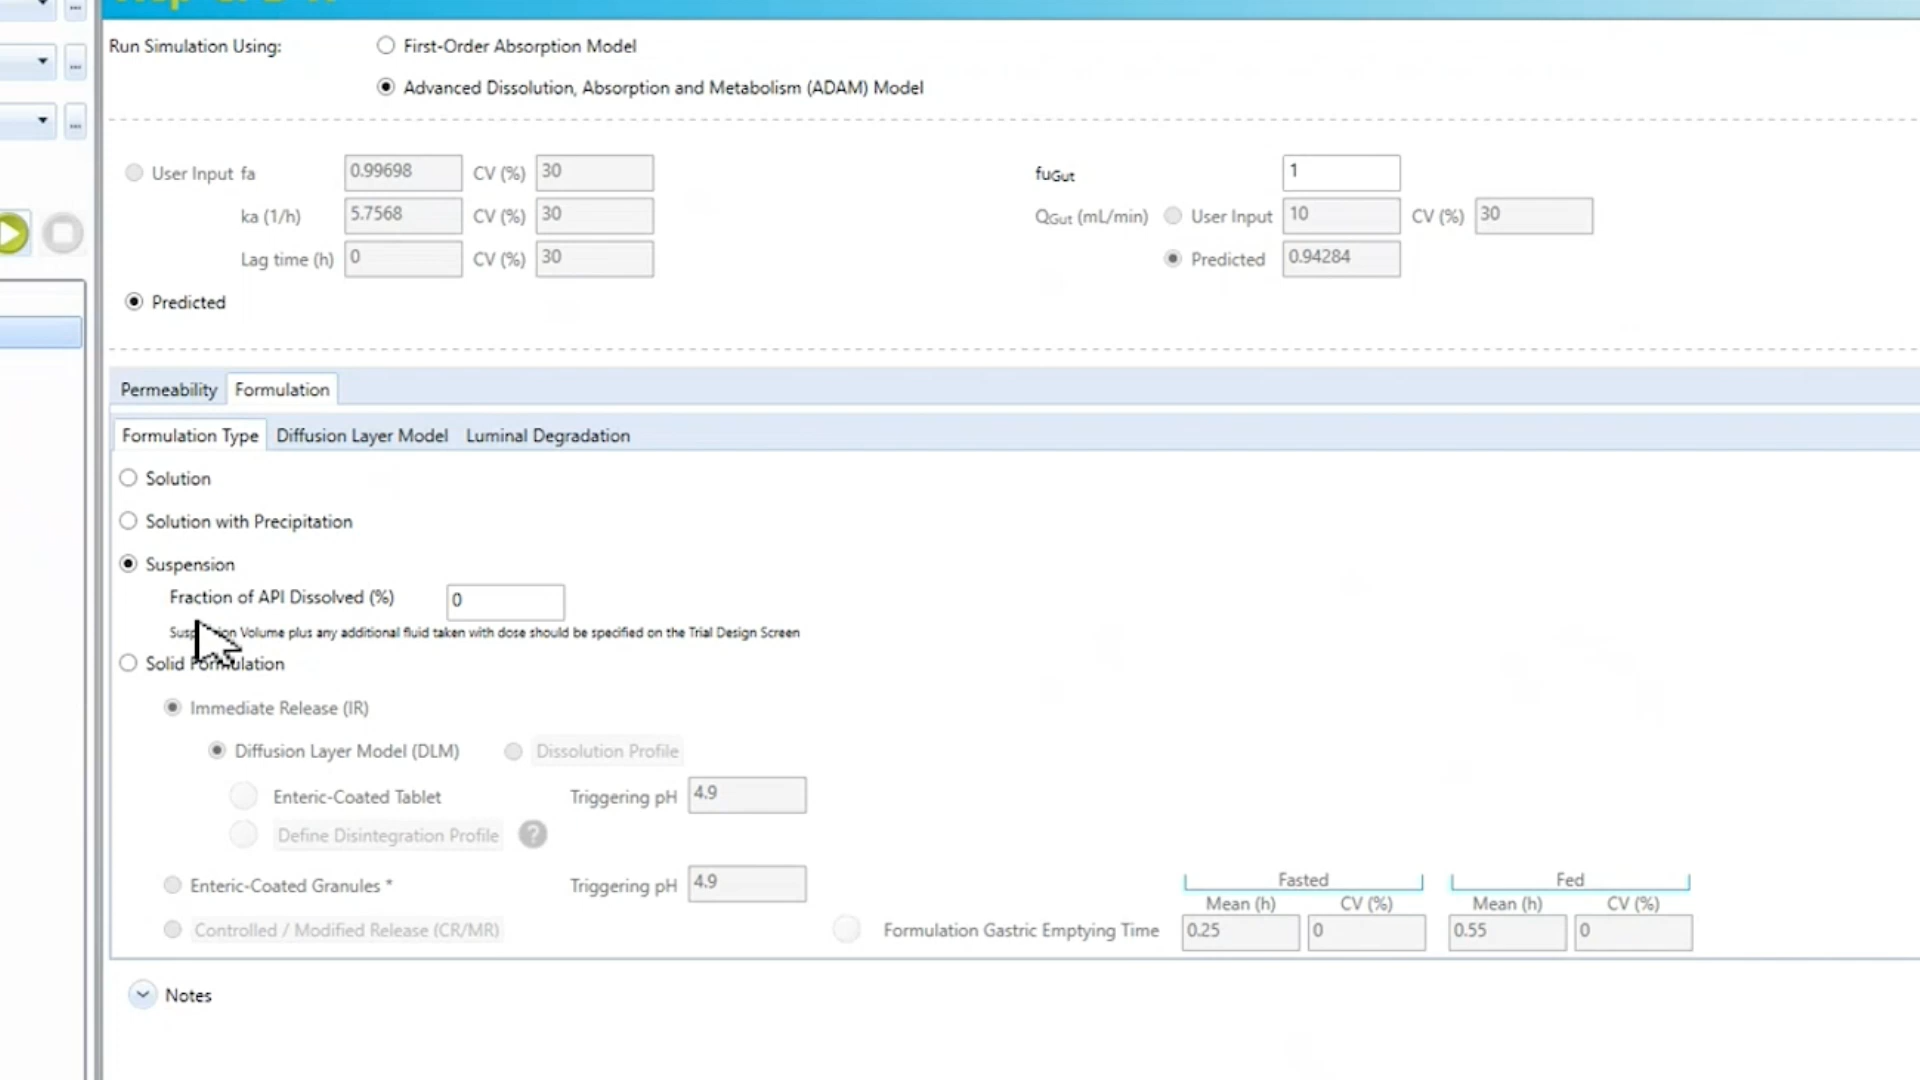 Run Simulation Using:
First-Order Absorption Model
Advanced Dissolution, Absorption and Metabolism (ADAM) Model
User Input fa 0.99698 CV (%) 30
fuGut 1
ka (1/h) 5.7568 CV (%) 30
QGut (mL/min) User Input 10 CV (%) 30
Lag time (h) 0 CV (%) 30
Predicted 0.94284
Predicted
Permeability Formulation
Formulation Type Diffusion Layer Model Luminal Degradation
Solution
Solution with Precipitation
Suspension
Fraction of API Dissolved (%) 0
Volume plus any additional fluid taken with dose should be specified on the Trial Design Screen
Solid Formulation
Immediate Release (IR)
Diffusion Layer Model (DLM) Dissolution Profile
Enteric-Coated Tablet Triggering pH 4.9
Define Disintegration Profile ?
Enteric-Coated Granules * Triggering pH 4.9
Fasted Fed
Mean (h) CV (%) Mean (h) CV (%)
Controlled / Modified Release (CR/MR) Formulation Gastric Emptying Time 0.25 0 0.55 0
Notes